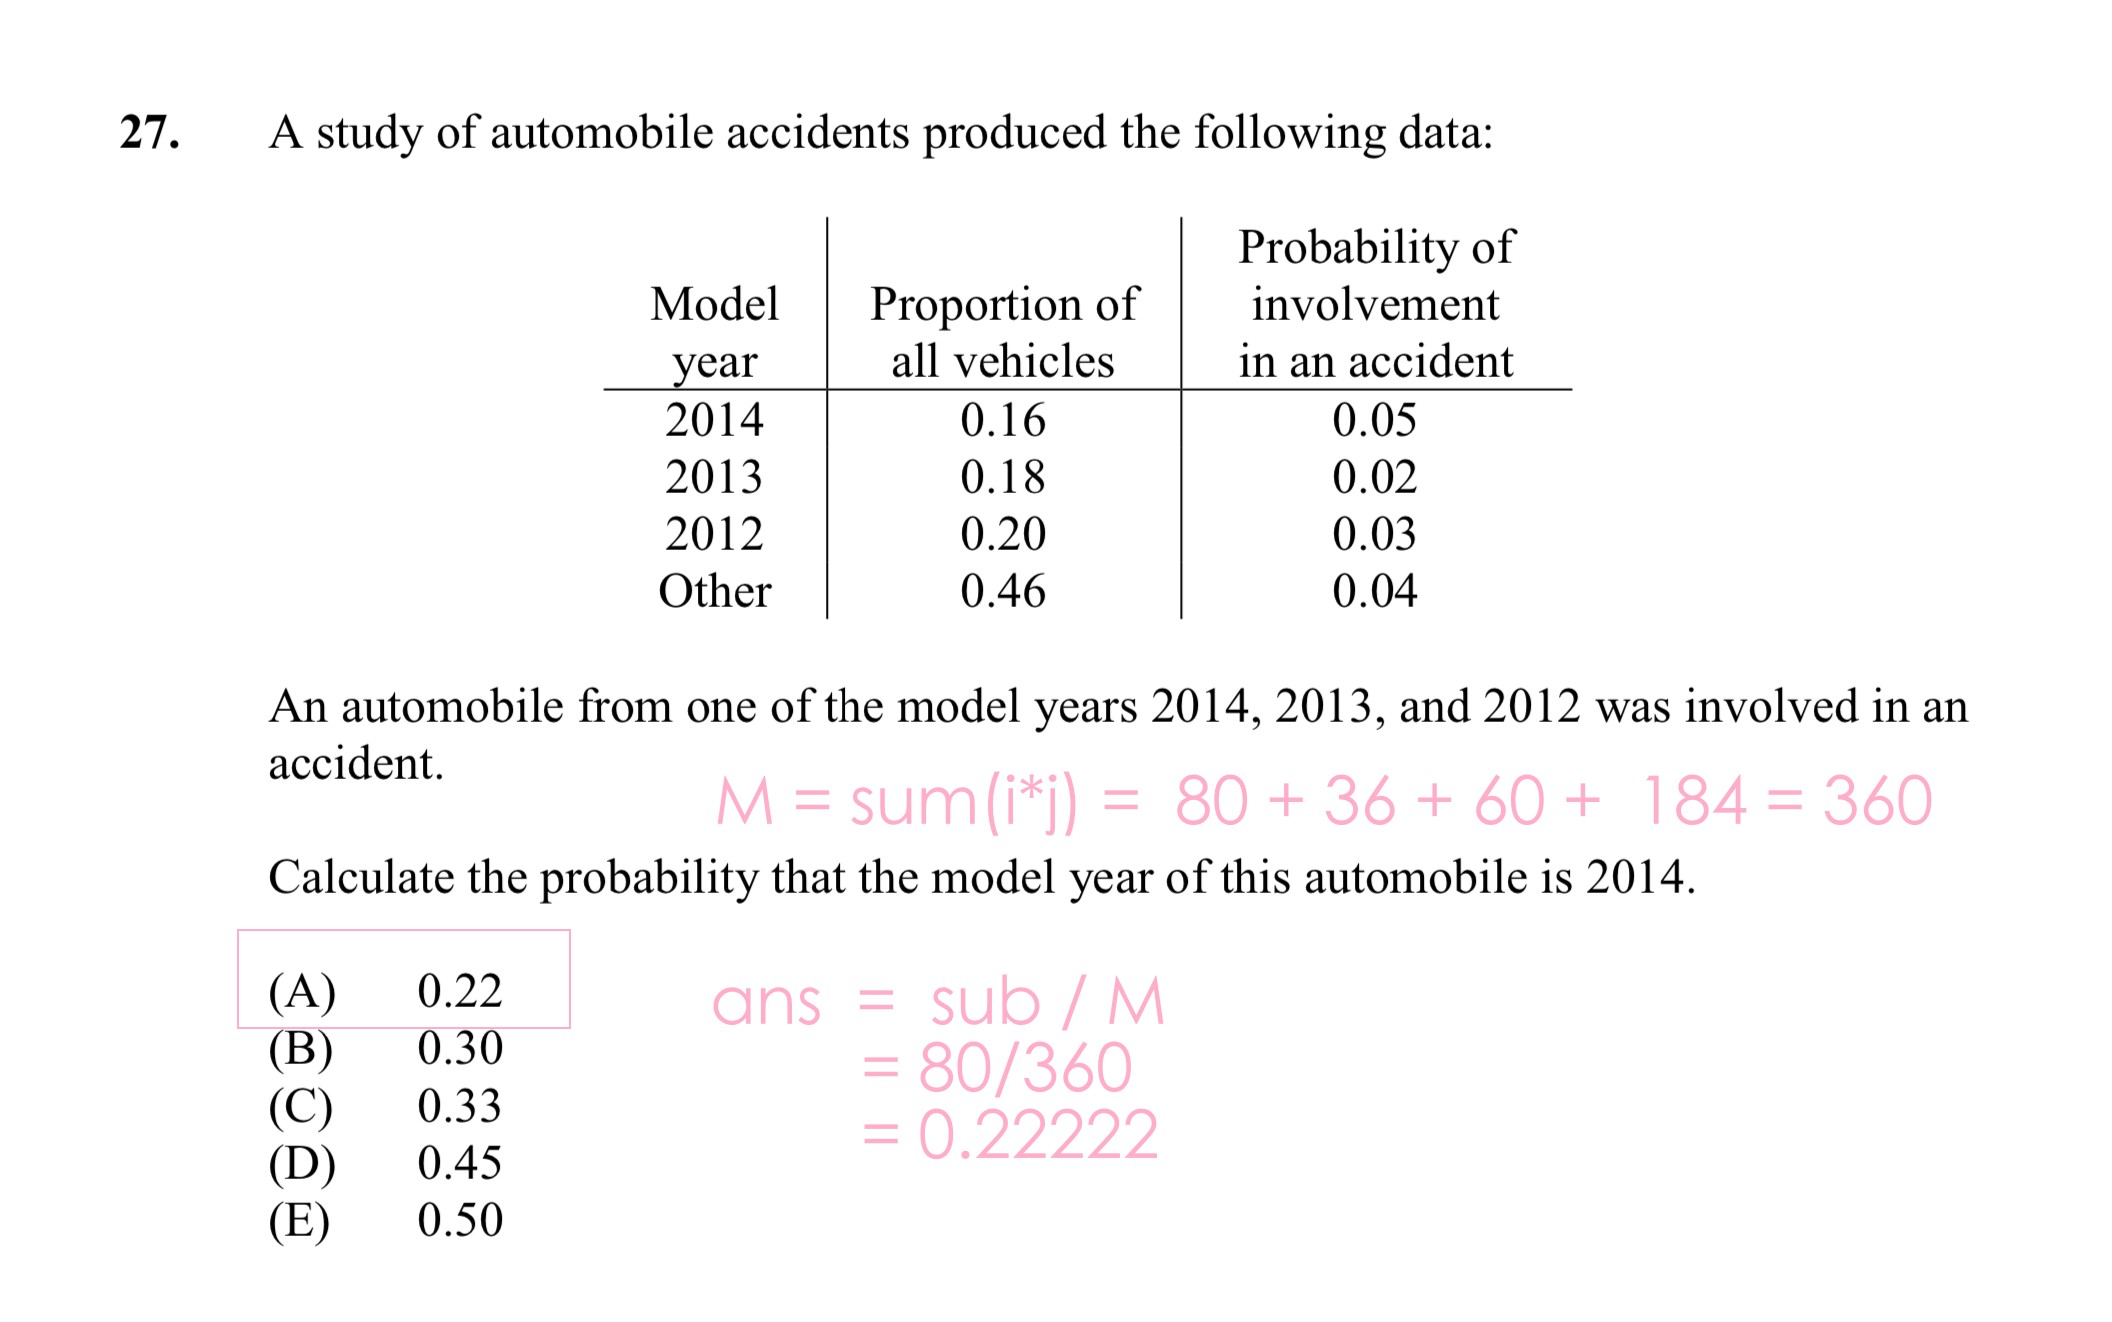 27. A study of automobile accidents produced the following data:
Probability of
Model Proportion of involvement
year all vehicles in an accident
2014 0.16 0.05
2013 0.18 0.02
2012 0.20 0.03
Other 0.46 0.04
An automobile from one of the model years 2014, 2013, and 2012 was involved in an
accident.
M = sum(i*j) = 80 + 36 + 60 + 184 = 360
Calculate the probability that the model year of this automobile is 2014.
(A) 0.22
(B) 0.30
(C) 0.33
(D) 0.45
(E) 0.50
ans = sub / M
= 80/360
= 0.22222